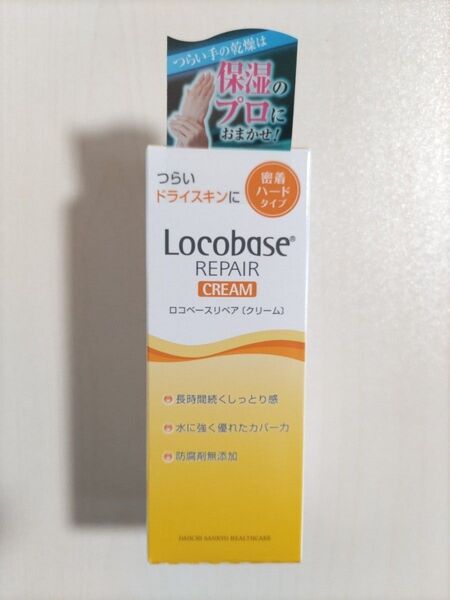 つらい手の乾燥は
保湿の
プロに
おまかせ!
つらい
ドライスキンに
密着
ハード
タイプ
Locobase®
REPAIR
CREAM
ロコベースリペア〔クリーム〕
長時間続くしっとり感
水に強く優れたカバー力
防腐剤無添加
DAIICHI SANKYO HEALTHCARE